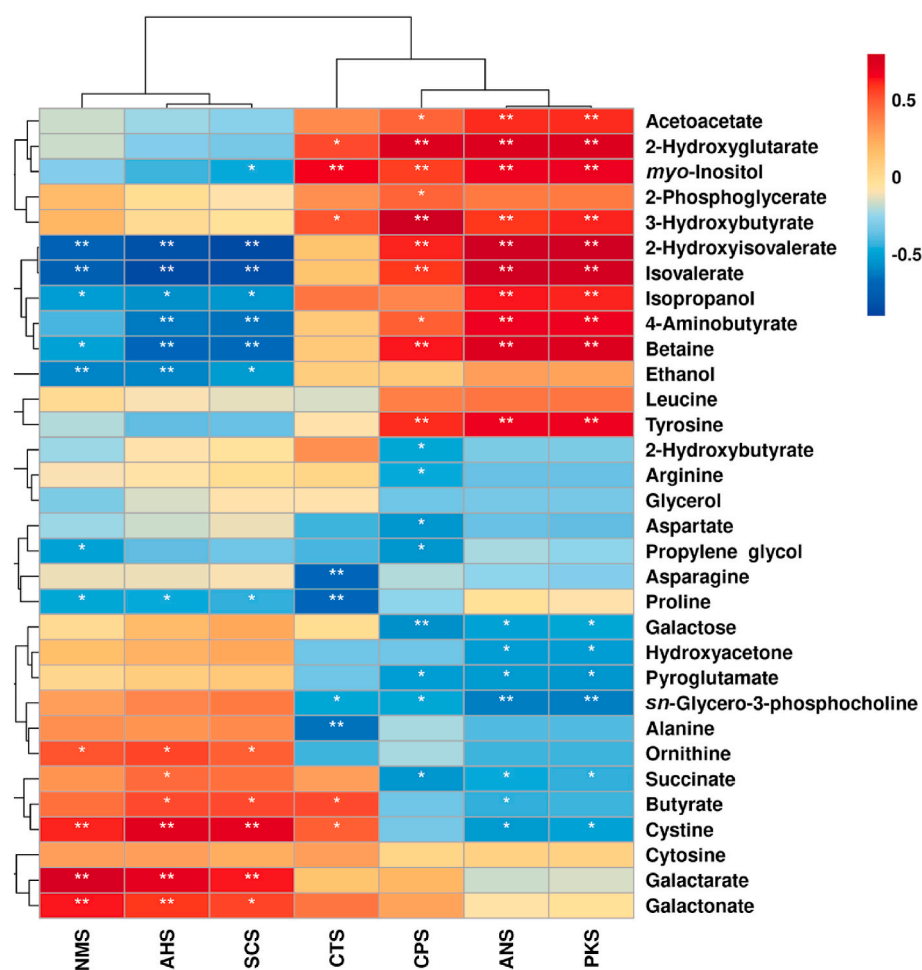 * ** ** Acetoacetate
* ** ** ** 2-Hydroxyglutarate
* ** * ** ** myo-Inositol
* 2-Phosphoglycerate
* ** ** ** 3-Hydroxybutyrate
** ** ** ** ** ** 2-Hydroxyisovalerate
** ** ** ** ** ** Isovalerate
* * * ** ** Isopropanol
** ** * ** ** 4-Aminobutyrate
* ** ** ** ** ** Betaine
** ** * Ethanol
Leucine
** ** ** Tyrosine
* 2-Hydroxybutyrate
* Arginine
Glycerol
* Aspartate
* * Propylene glycol
** Asparagine
* * * ** Proline
** * * Galactose
* * Hydroxyacetone
* * * Pyroglutamate
* * ** ** sn-Glycero-3-phosphocholine
** Alanine
* * * Ornithine
* * * * Succinate
* * * * Butyrate
** ** ** * * * Cystine
Cytosine
** ** ** Galactarate
** ** * Galactonate
NMS AHS SCS CTS CPS ANS PKS
0.5
0
-0.5